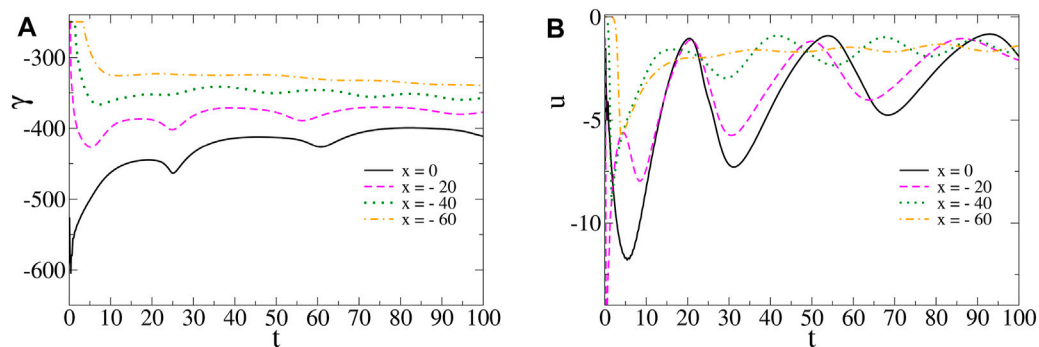 A
-300
-400
-500
-600
γ
0 10 20 30 40 50 60 70 80 90 100
t
x = 0
x = - 20
x = - 40
x = - 60
B
0
-5
-10
u
0 10 20 30 40 50 60 70 80 90 100
t
x = 0
x = - 20
x = - 40
x = - 60